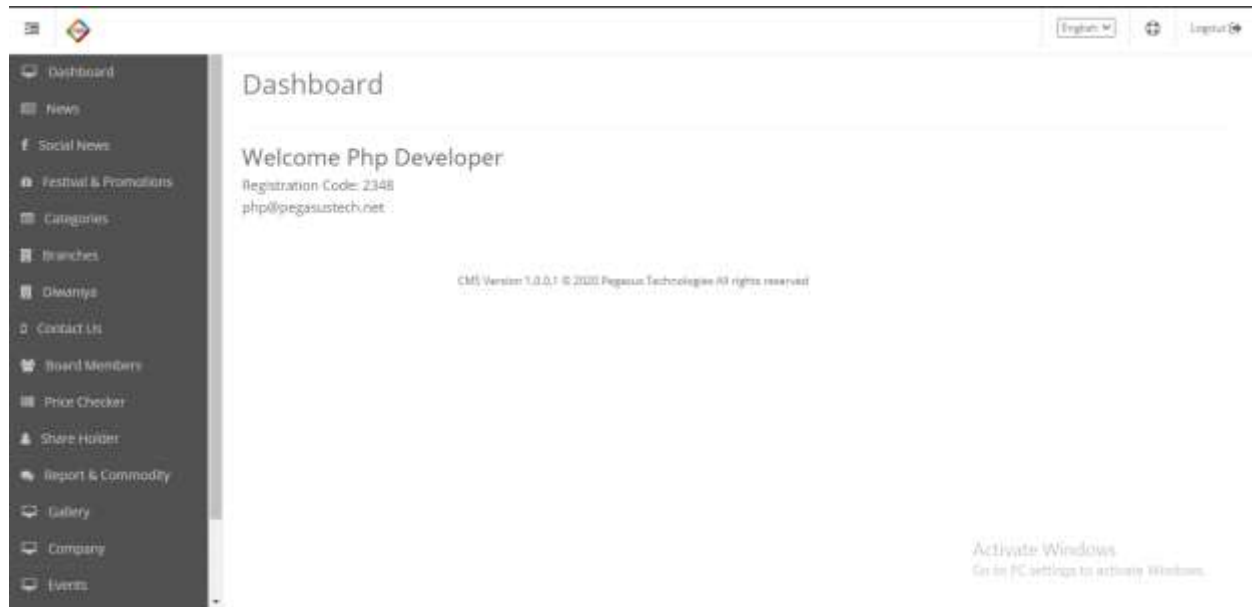 English
Logout
Dashboard
News
Social News
Festival & Promotions
Categories
Branches
Diwaniya
Contact Us
Board Members
Price Checker
Share Holder
Report & Commodity
Gallery
Company
Events
Dashboard
Welcome Php Developer
Registration Code: 2348
php@pegasustech.net
CMS Version 1.0.0.1 © 2020 Pegasus Technologies All rights reserved
Activate Windows
Go to PC settings to activate Windows.